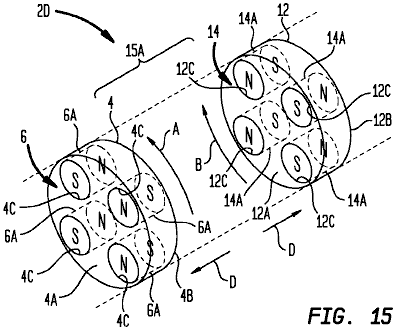 2D
12
14 14A
14A
15A
12C
S
N N
4 4C
6A
6
12C
A
S S
12B
B
N S
N
S N
12C
S S
4C
14A
12A
D
14A
12C
6A
N N
S
4C
6A
S
N
4A
4C
6A
4B
D
FIG. 15